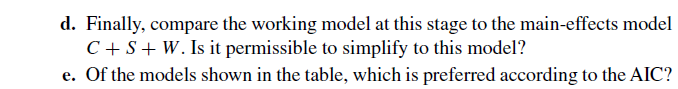 d. Finally, compare the working model at this stage to the main-effects model
C + S + W. Is it permissible to simplify to this model?
e. Of the models shown in the table, which is preferred according to the AIC?